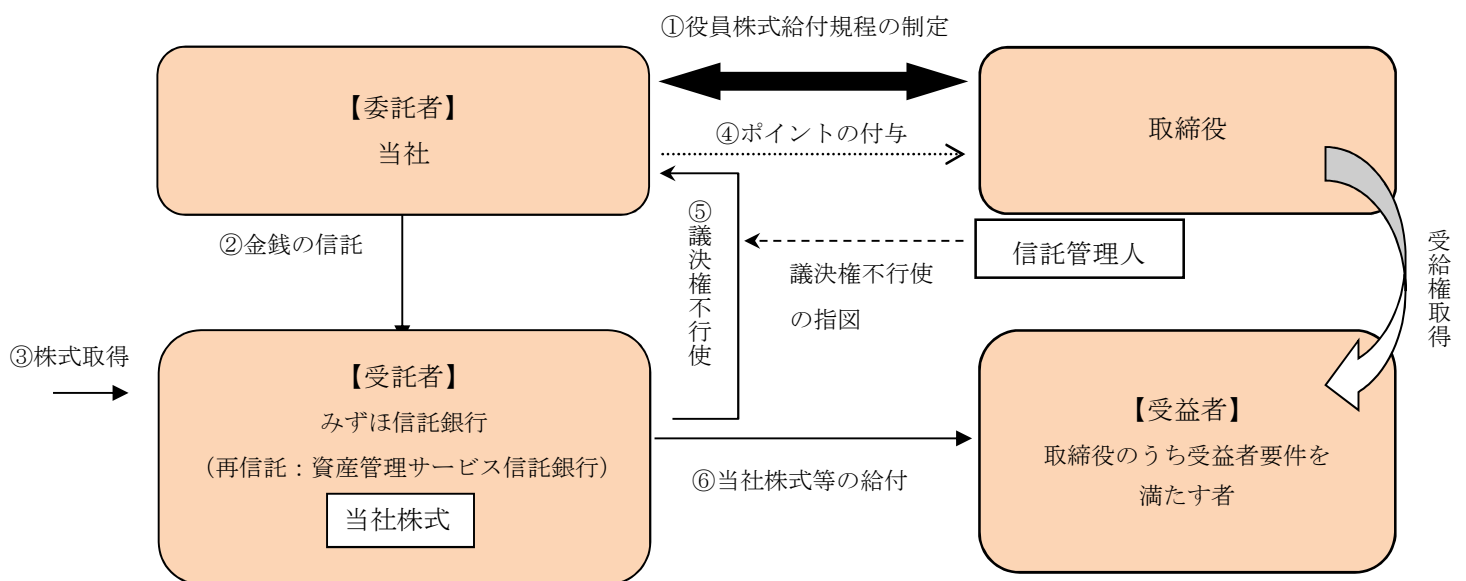 ①役員株式給付規程の制定
【委託者】
当社
④ポイントの付与
取締役
②金銭の信託
⑤議決権不行使
議決権不行使
の指図
信託管理人
受給権取得
③株式取得
【受託者】
みずほ信託銀行
（再信託：資産管理サービス信託銀行）
当社株式
⑥当社株式等の給付
【受益者】
取締役のうち受益者要件を
満たす者